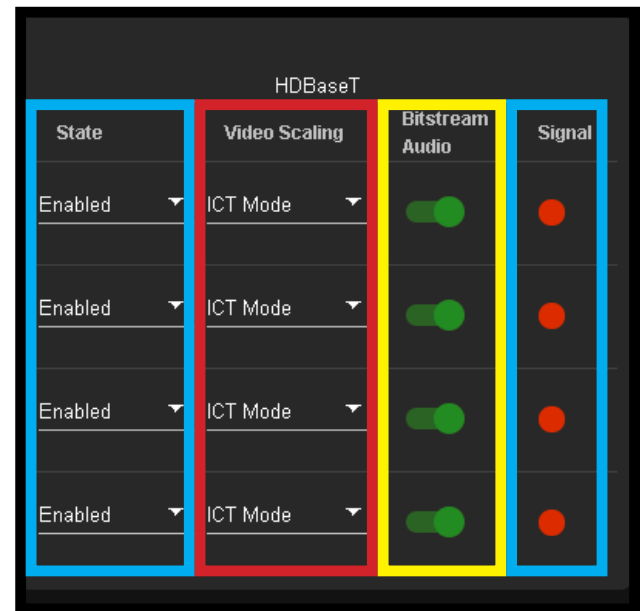 HDBaseT
State Video Scaling Bitstream Audio Signal
Enabled ICT Mode
Enabled ICT Mode
Enabled ICT Mode
Enabled ICT Mode